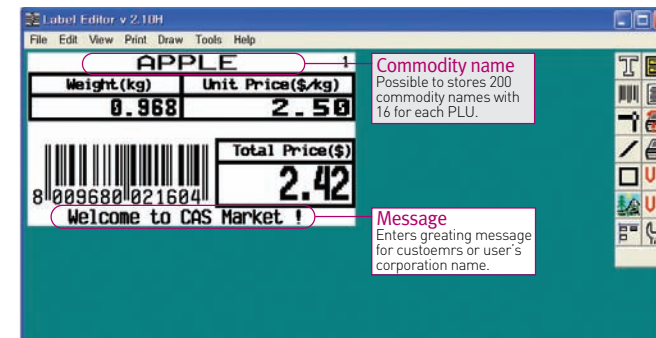 Label Editor v 2.10H
File Edit View Print Draw Tools Help
APPLE 1
Weight(kg) Unit Price($/kg)
0.968 2.50
Total Price($)
2.42
8 009680 021604
Welcome to CAS Market !
Commodity name
Possible to stores 200
commodity names with
16 for each PLU.
Message
Enters greating message
for custoemrs or user's
corporation name.